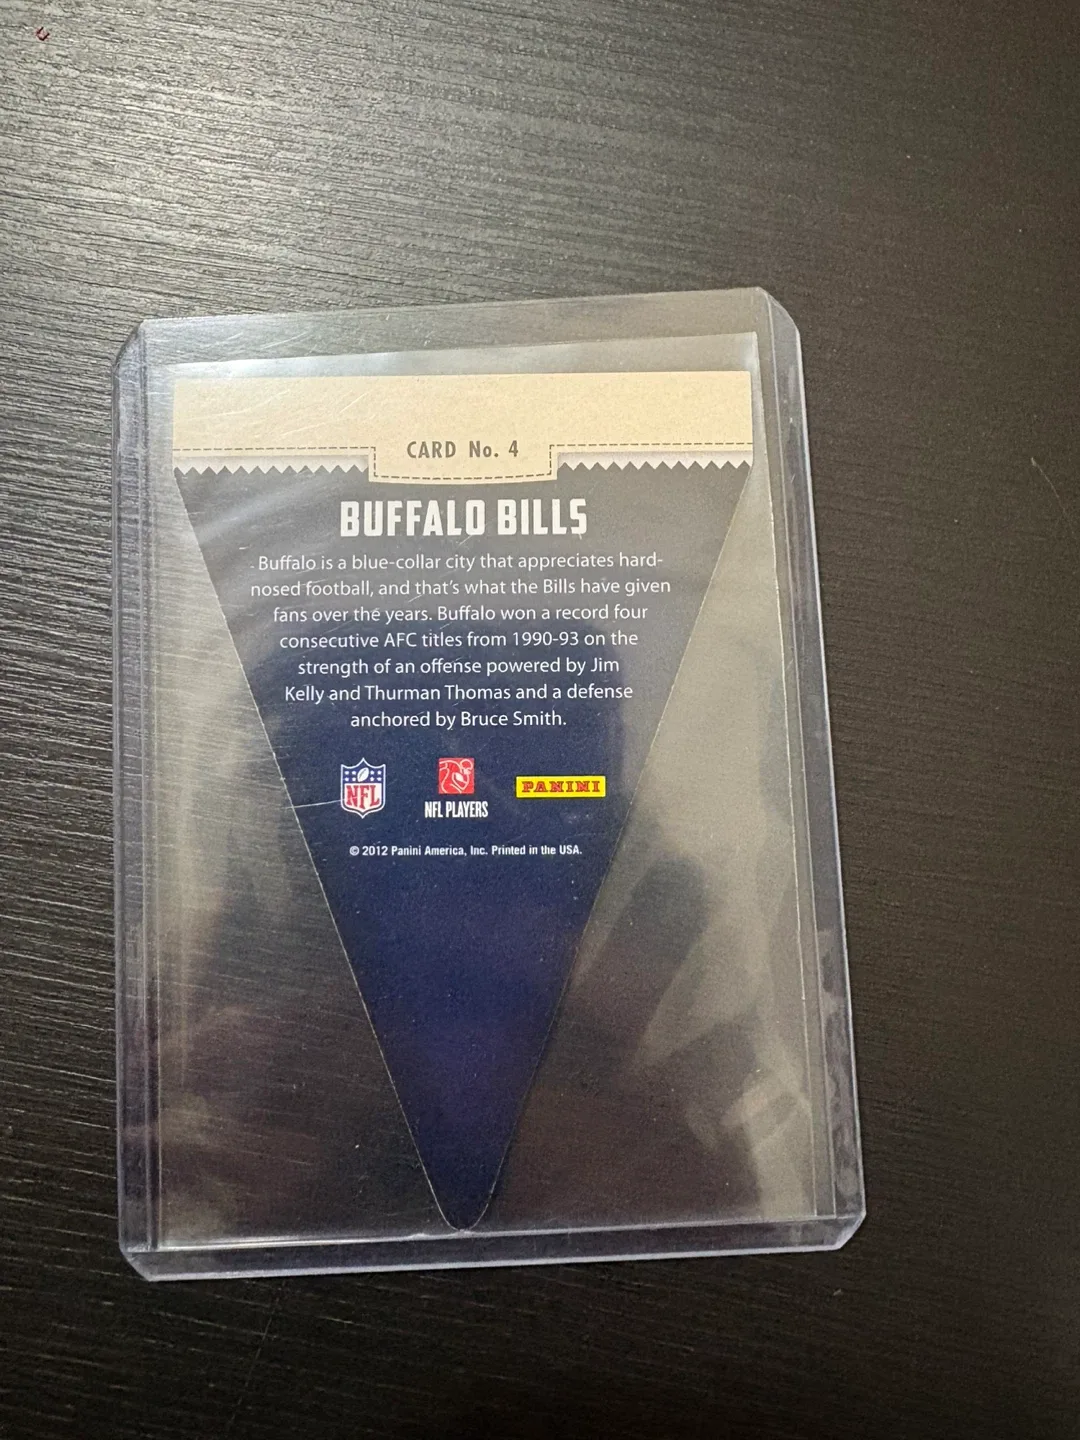 CARD No. 4
BUFFALO BILLS
Buffalo is a blue-collar city that appreciates hard-
nosed football, and that's what the Bills have given
fans over the years. Buffalo won a record four
consecutive AFC titles from 1990-93 on the
strength of an offense powered by Jim
Kelly and Thurman Thomas and a defense
anchored by Bruce Smith.
NFL
NFL PLAYERS
PANINI
© 2012 Panini America, Inc. Printed in the USA.